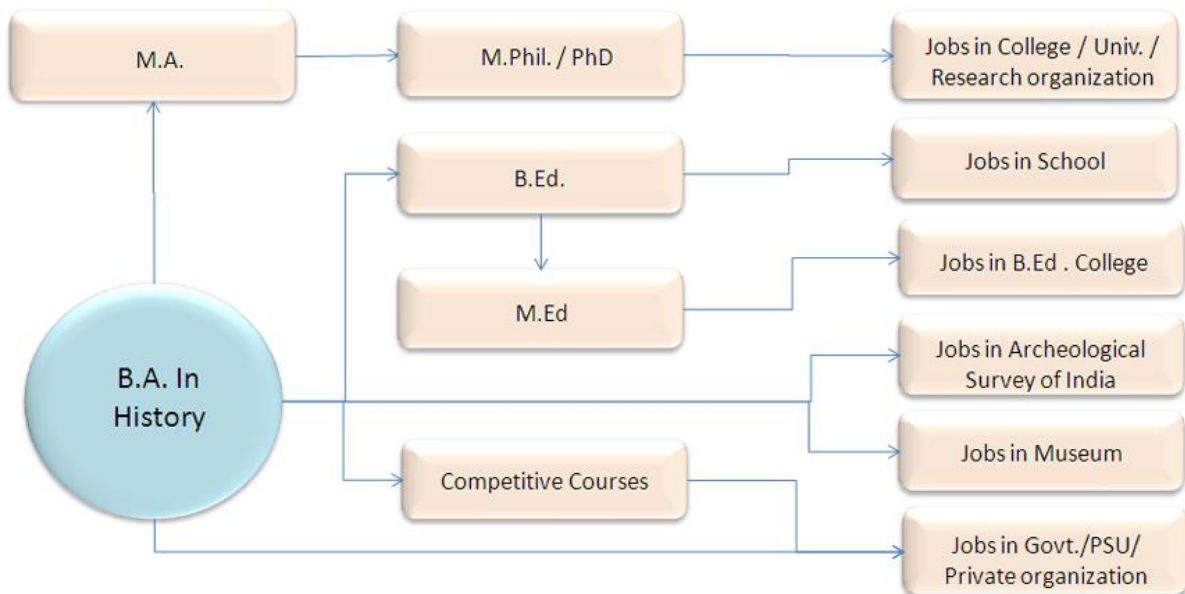 M.A.
M.Phil. / PhD
Jobs in College / Univ. /
Research organization
B.Ed.
Jobs in School
M.Ed
Jobs in B.Ed . College
B.A. In
History
Jobs in Archeological
Survey of India
Competitive Courses
Jobs in Museum
Jobs in Govt./PSU/
Private organization